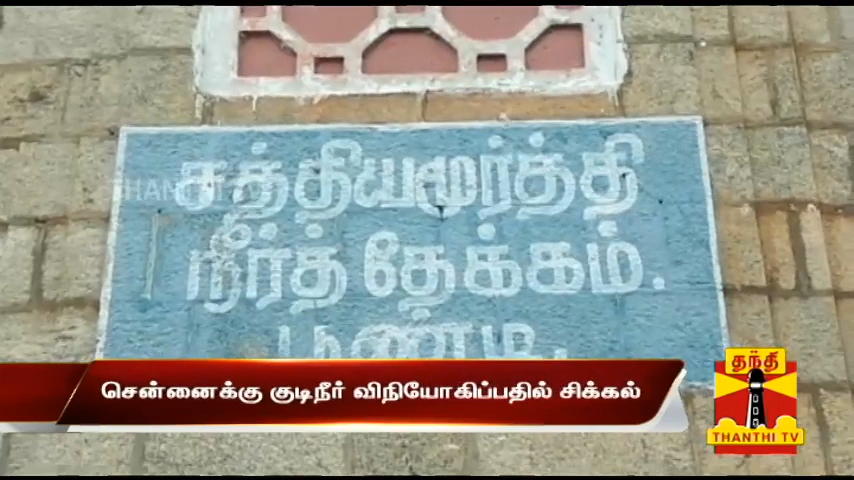 சத்தியமூர்த்தி
நீர்த் தேக்கம்.
பூண்டி
சென்னைக்கு குடிநீர் விநியோகிப்பதில் சிக்கல்
தந்தி
THANTHI TV